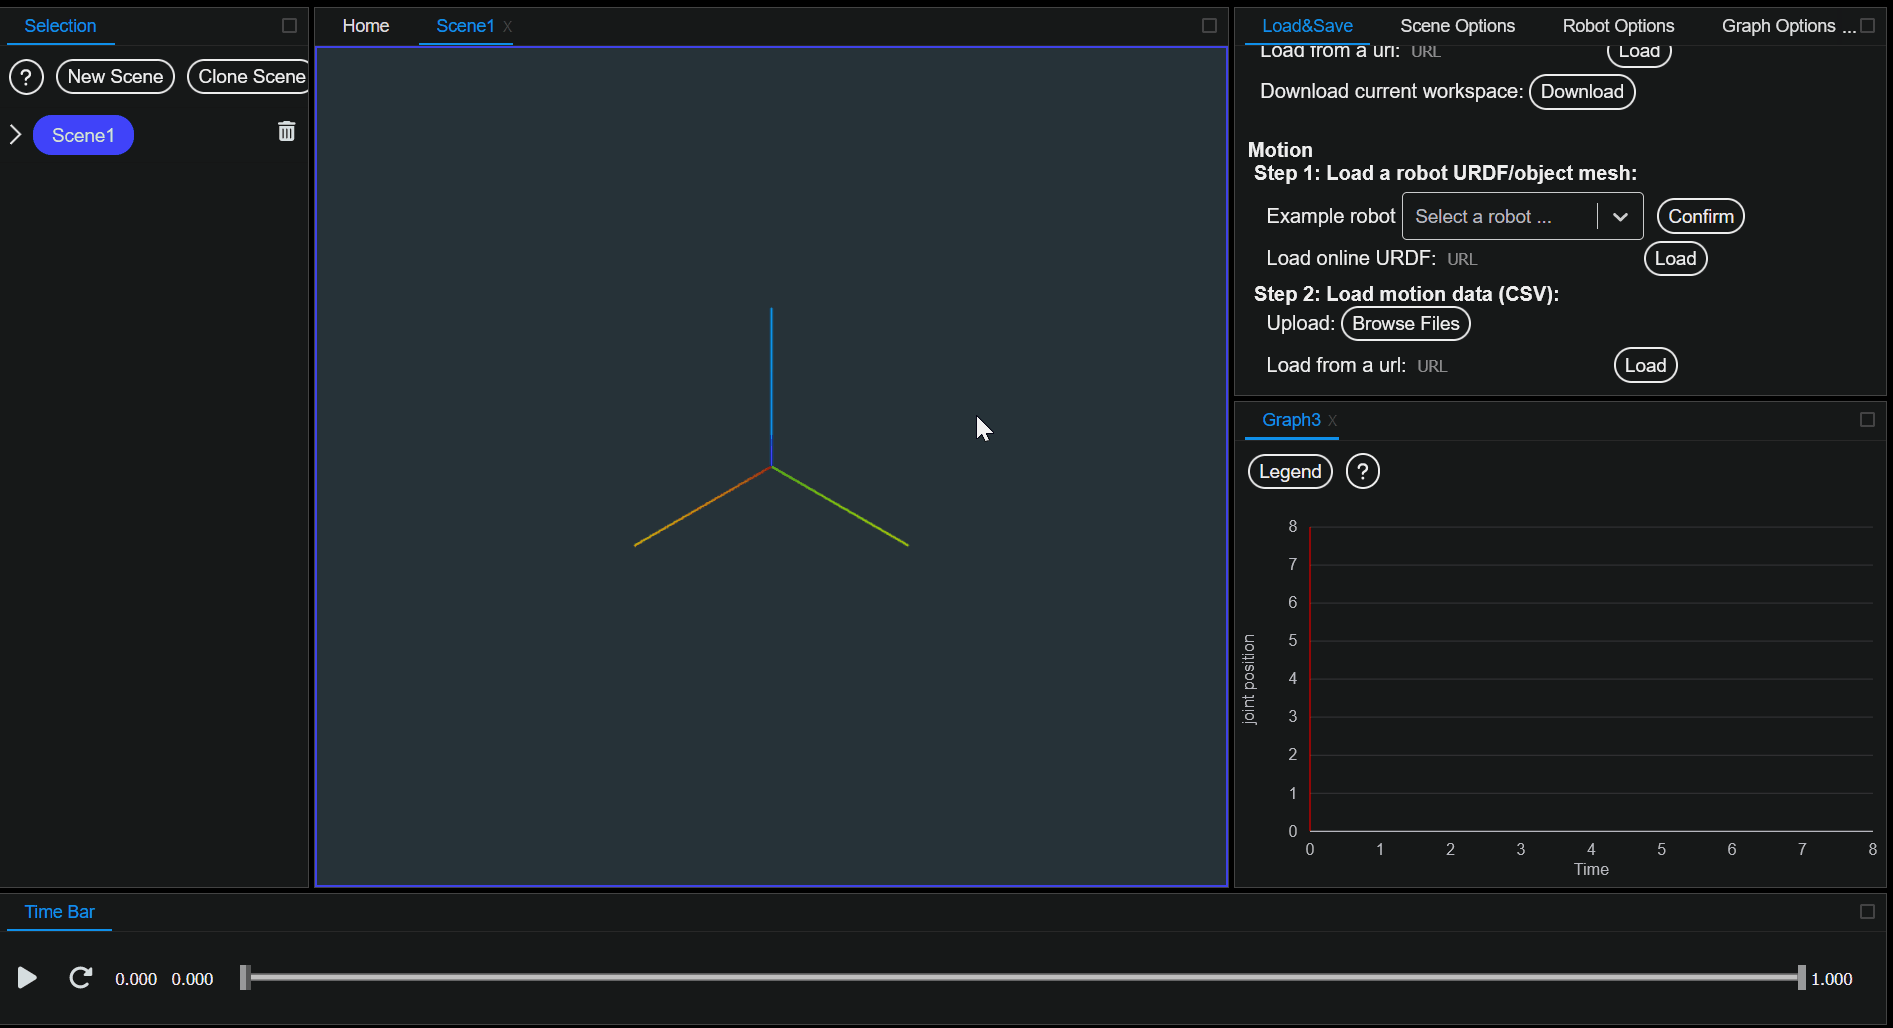 Selection
? New Scene Clone Scene
Scene1
Home Scene1 X
Load&Save Scene Options Robot Options Graph Options ...
Load from a url: URL Load
Download current workspace: Download
Motion
Step 1: Load a robot URDF/object mesh:
Example robot Select a robot ... Confirm
Load online URDF: URL Load
Step 2: Load motion data (CSV):
Upload: Browse Files
Load from a url: URL Load
Graph3 X
Legend ?
8
7
6
5
4
3
2
1
0
joint position
0 1 2 3 4 5 6 7 8
Time
Time Bar
0.000 0.000 1.000